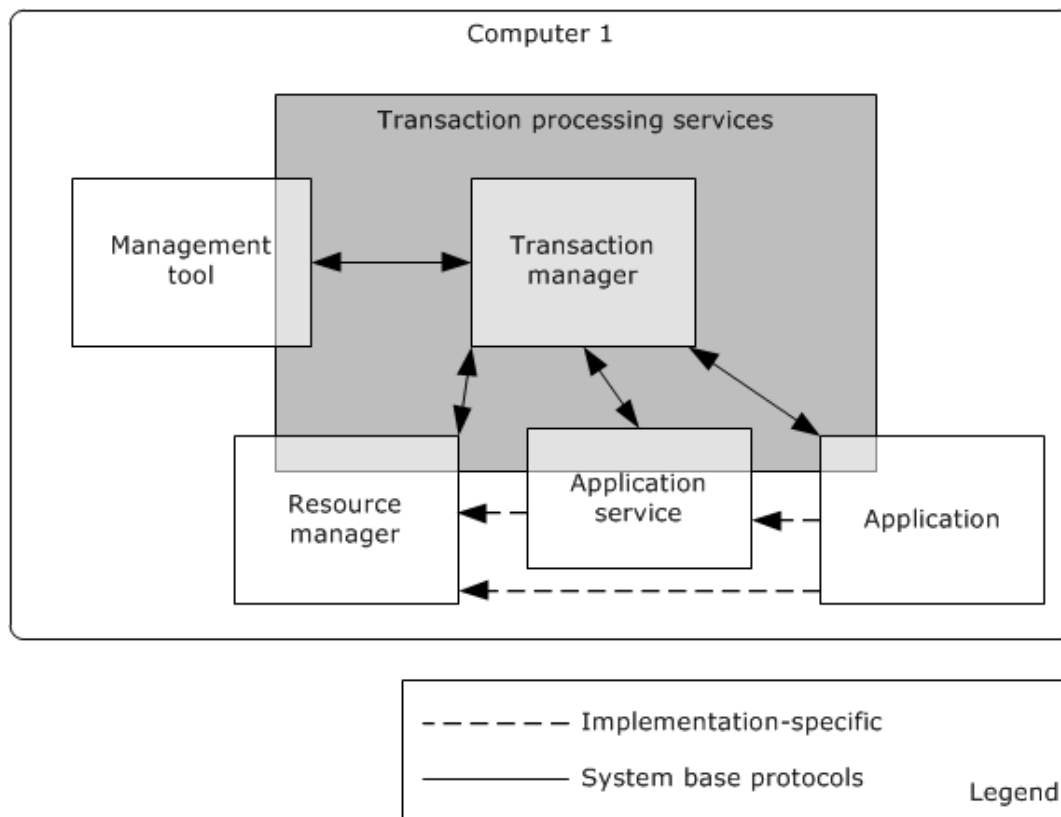 Computer 1
Transaction processing services
Management
tool
Transaction
manager
Resource
manager
Application
service
Application
Implementation-specific
System base protocols
Legend